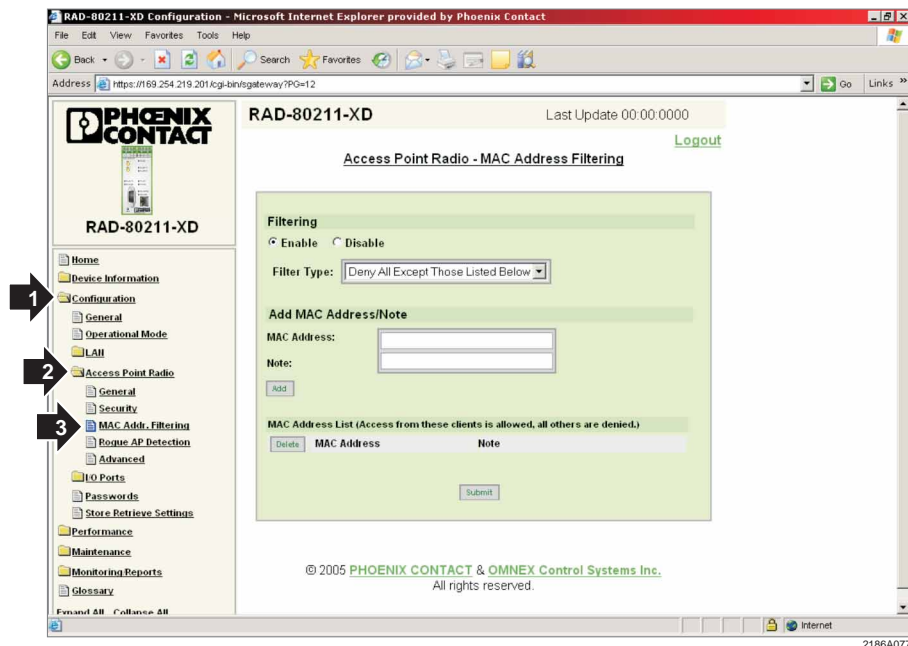 RAD-80211-XD Configuration - Microsoft Internet Explorer provided by Phoenix Contact
File Edit View Favorites Tools Help
Back Search Favorites
Address https://169.254.219.201/cgi-bin/sgateway?PG=12 Go Links »
PHŒNIX
CONTACT
RAD-80211-XD
RAD-80211-XD Last Update 00:00:0000
Logout
Access Point Radio - MAC Address Filtering
Home
Device Information
1 Configuration
General
Operational Mode
LAN
2 Access Point Radio
General
Security
3 MAC Addr. Filtering
Rogue AP Detection
Advanced
I/O Ports
Passwords
Store Retrieve Settings
Performance
Maintenance
Monitoring/Reports
Glossary
Expand All Collapse All
Filtering
Enable Disable
Filter Type: Deny All Except Those Listed Below
Add MAC Address/Note
MAC Address:
Note:
Add
MAC Address List (Access from these clients is allowed, all others are denied.)
Delete MAC Address Note
Submit
© 2005 PHOENIX CONTACT & OMNEX Control Systems Inc.
All rights reserved.
Internet
2186A077